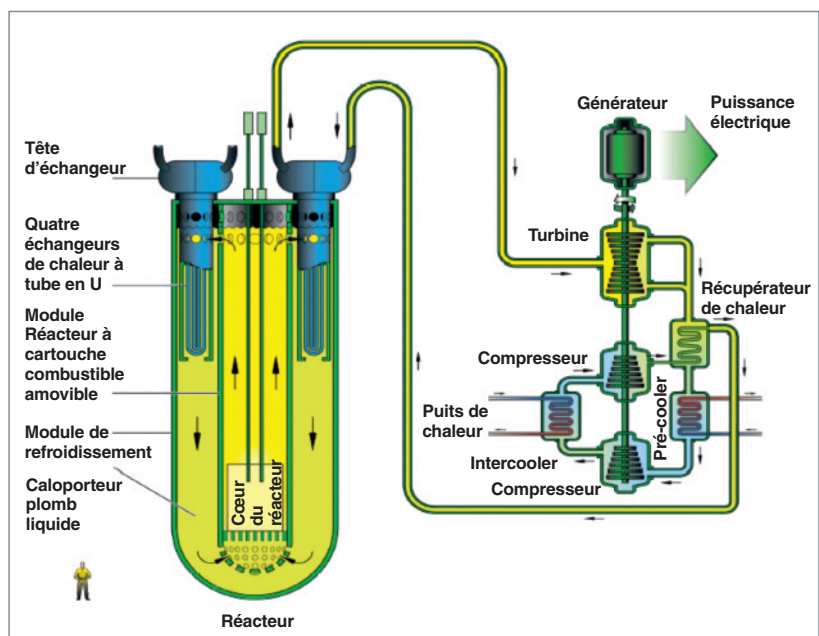 Tête
d'échangeur
Quatre
échangeurs
de chaleur à
tube en U
Module
Réacteur à
cartouche
combustible
amovible
Module de
refroidissement
Caloporteur
plomb
liquide
Cœur
du
réacteur
Réacteur
Générateur
Puissance
électrique
Turbine
Récupérateur
de chaleur
Compresseur
Puits de
chaleur
Pré-cooler
Intercooler
Compresseur